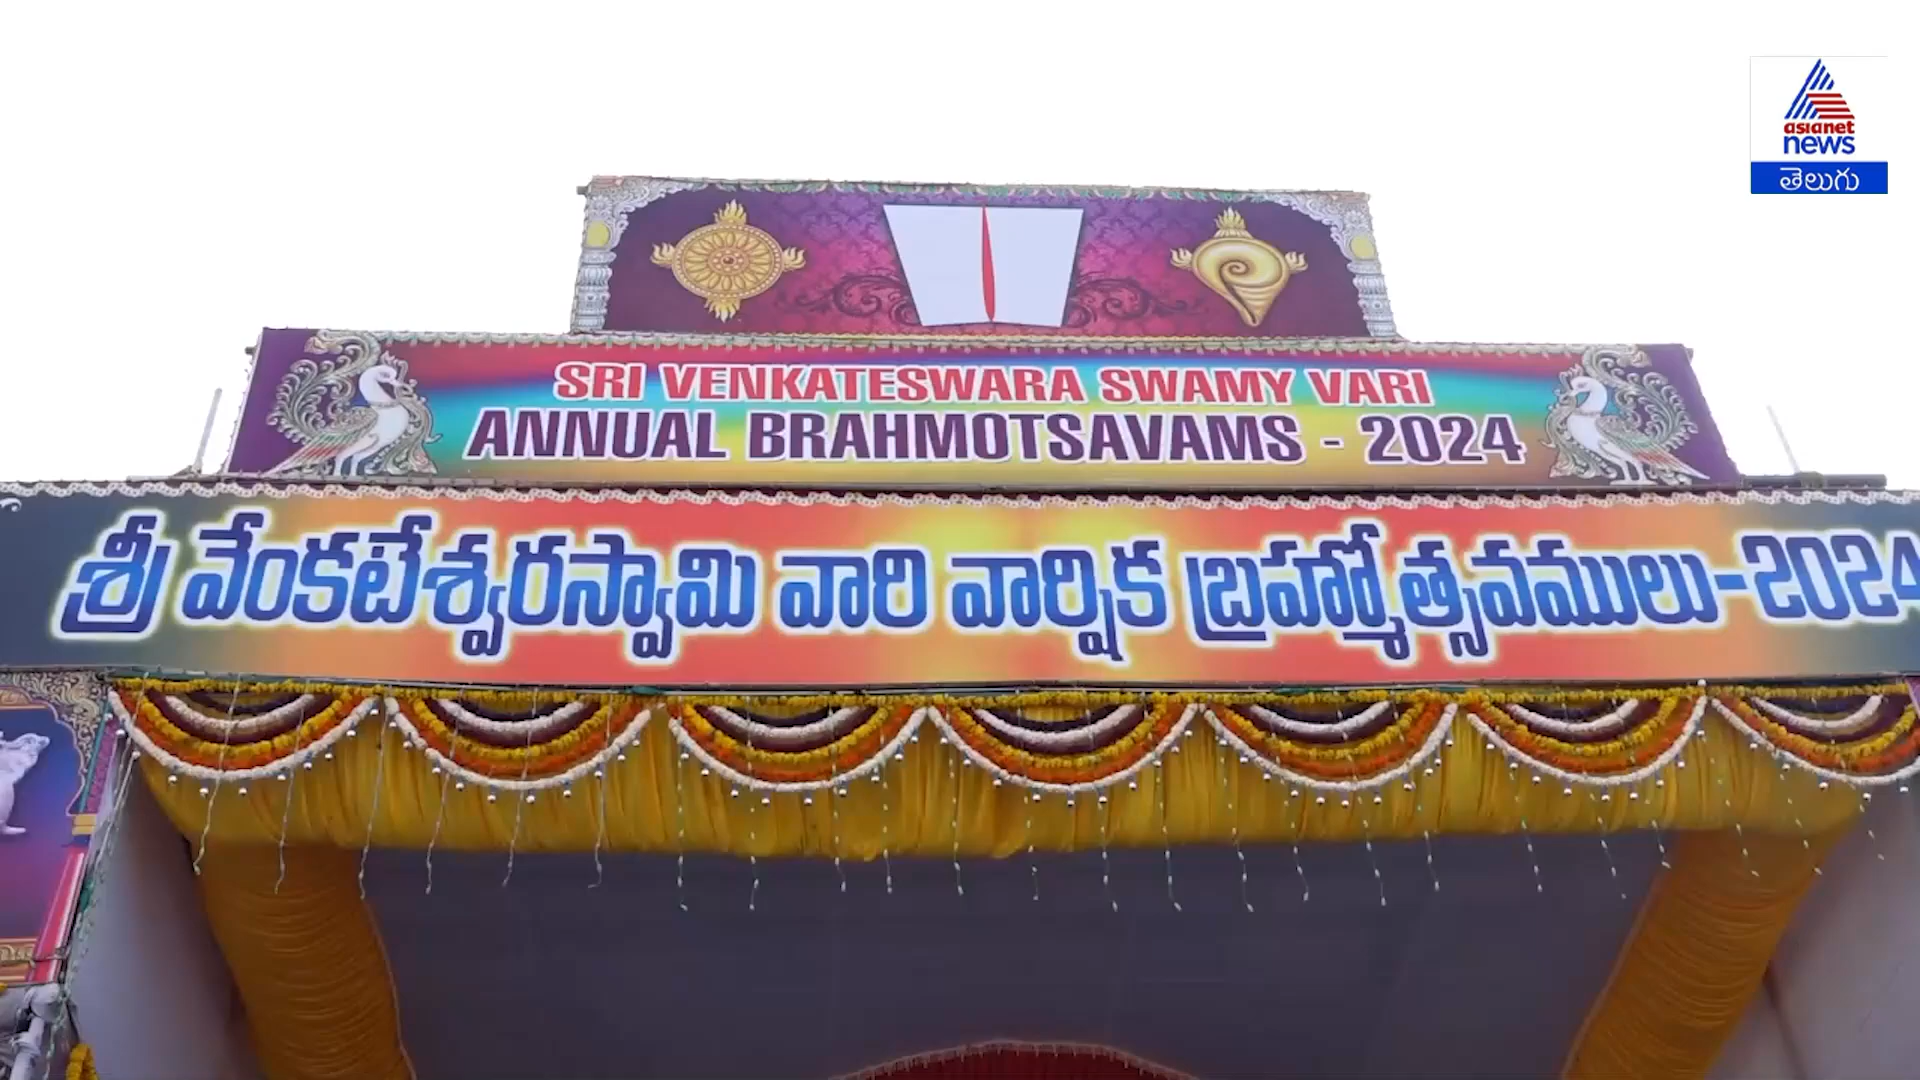 asianet
news
తెలుగు
SRI VENKATESWARA SWAMY VARI
ANNUAL BRAHMOTSAVAMS - 2024
శ్రీ వేంకటేశ్వరస్వామి వారి వార్షిక బ్రహ్మోత్సవములు-2024